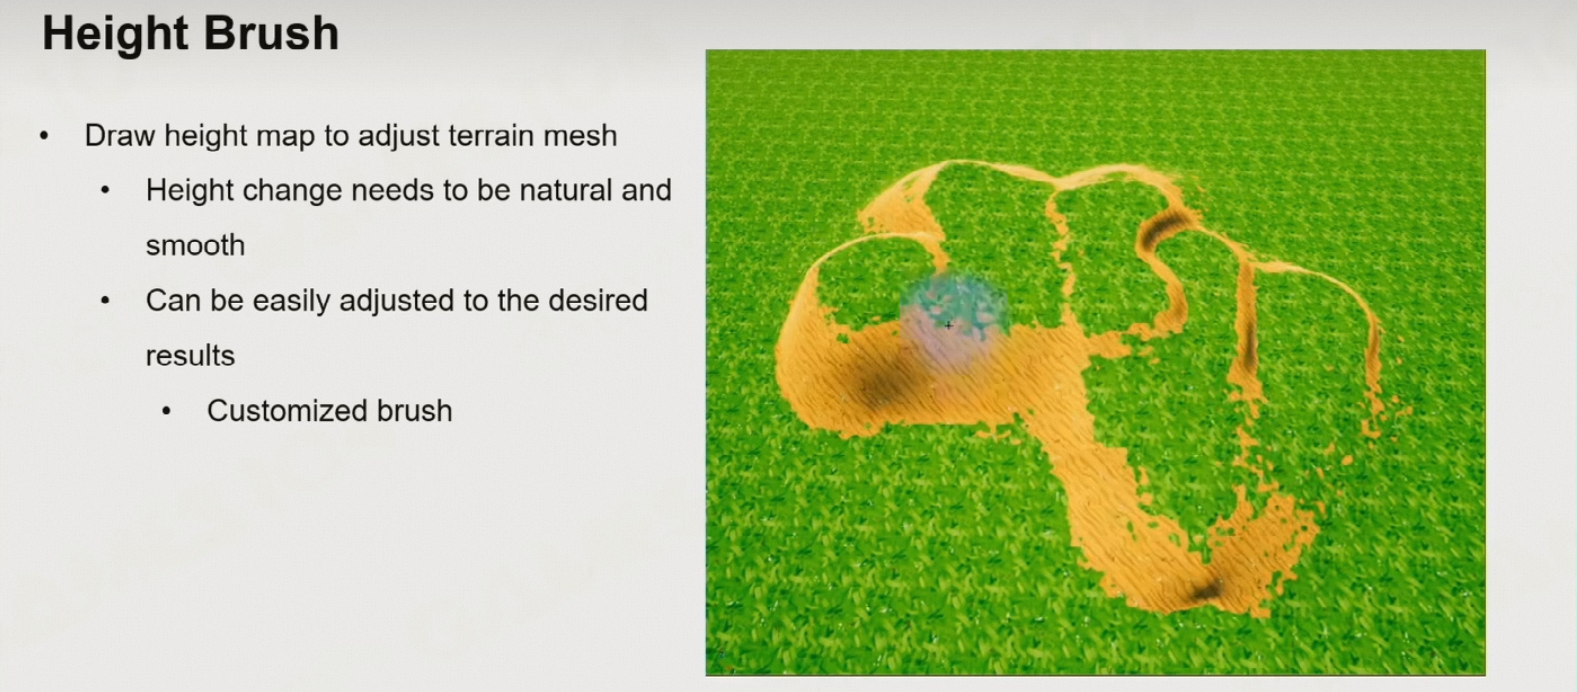 Height Brush
• Draw height map to adjust terrain mesh
• Height change needs to be natural and
smooth
• Can be easily adjusted to the desired
results
• Customized brush